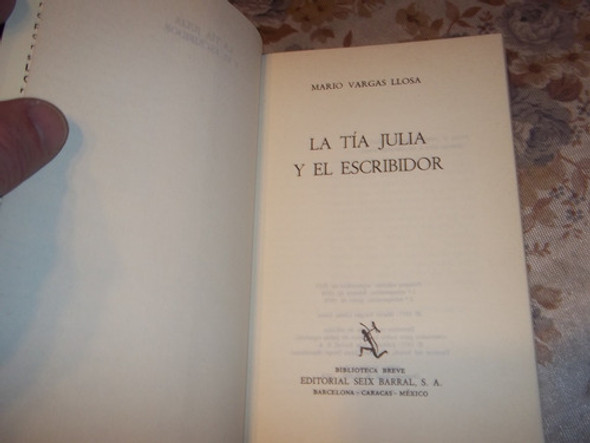 MARIO VARGAS LLOSA
LA TÍA JULIA
Y EL ESCRIBIDOR
BIBLIOTECA BREVE
EDITORIAL SEIX BARRAL, S. A.
BARCELONA - CARACAS - MÉXICO